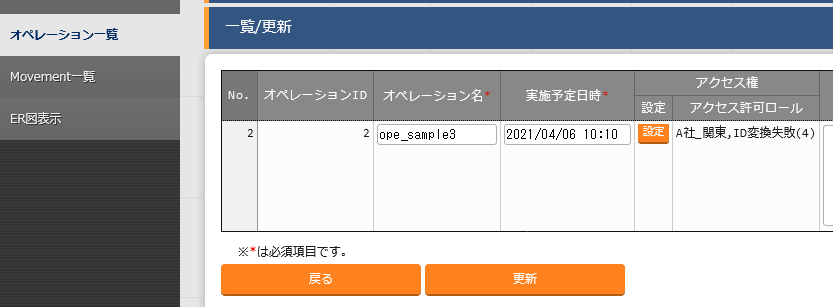 オペレーション一覧
Movement一覧
ER図表示
一覧/更新
No. オペレーションID オペレーション名* 実施予定日時* アクセス権
設定 アクセス許可ロール
2 2 ope_sample3 2021/04/06 10:10 設定 A社_関東,ID変換失敗(4)
※*は必須項目です。
戻る 更新